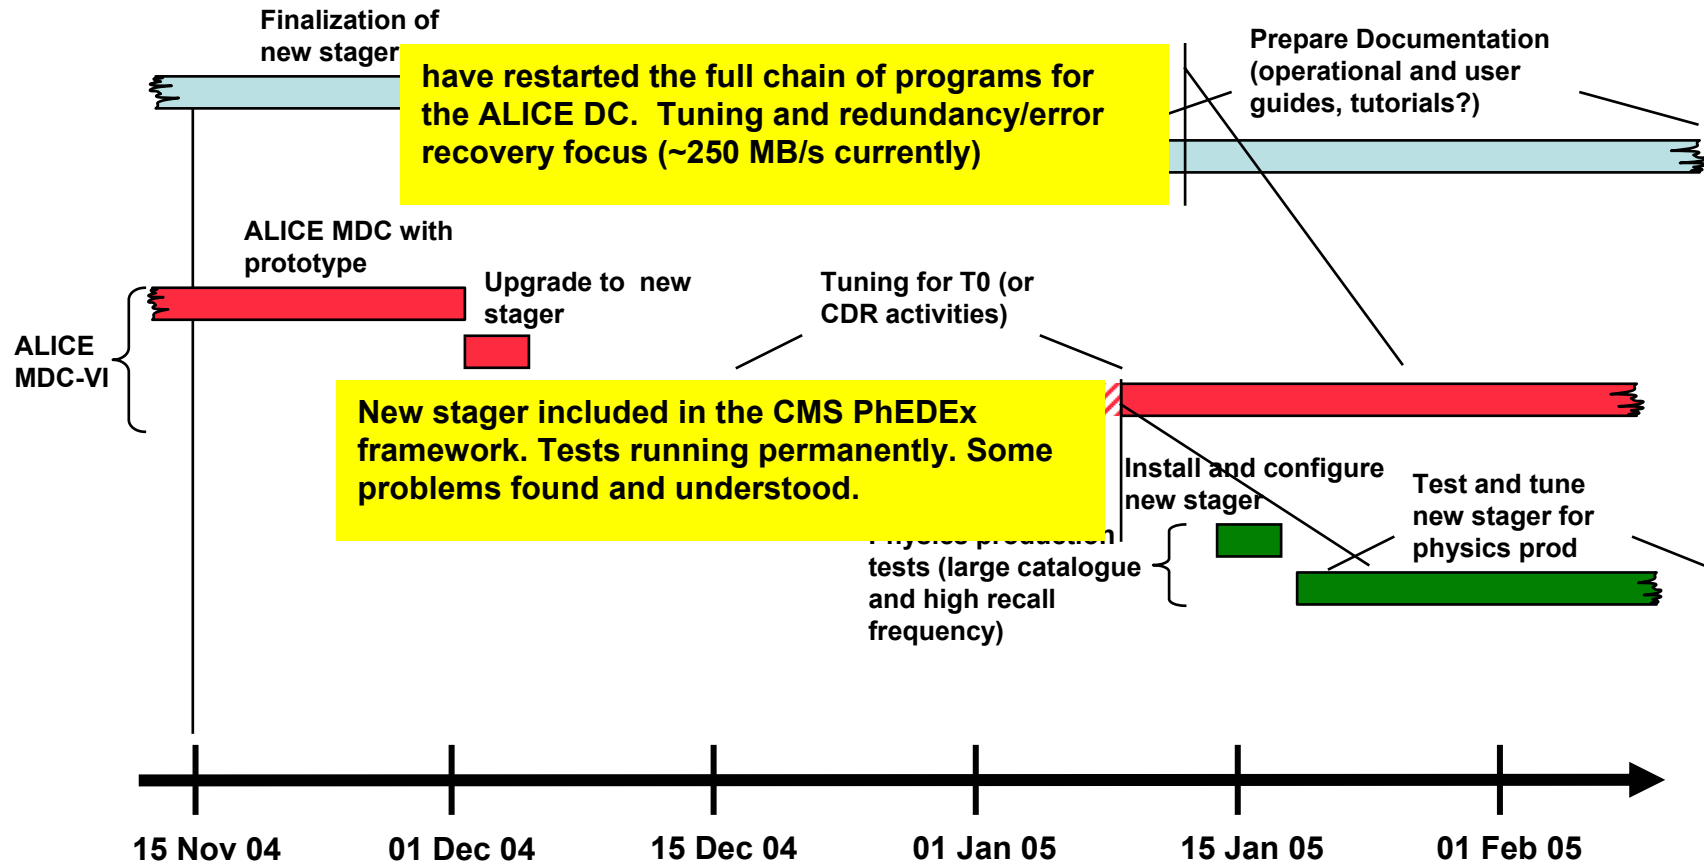 Finalization of
new stager
have restarted the full chain of programs for
the ALICE DC. Tuning and redundancy/error
recovery focus (~250 MB/s currently)
Prepare Documentation
(operational and user
guides, tutorials?)
ALICE MDC with
prototype
Upgrade to new
stager
Tuning for T0 (or
CDR activities)
ALICE
MDC-VI
New stager included in the CMS PhEDEx
framework. Tests running permanently. Some
problems found and understood.
Install and configure
new stager
Test and tune
new stager for
physics prod
Physics production
tests (large catalogue
and high recall
frequency)
15 Nov 04
01 Dec 04
15 Dec 04
01 Jan 05
15 Jan 05
01 Feb 05